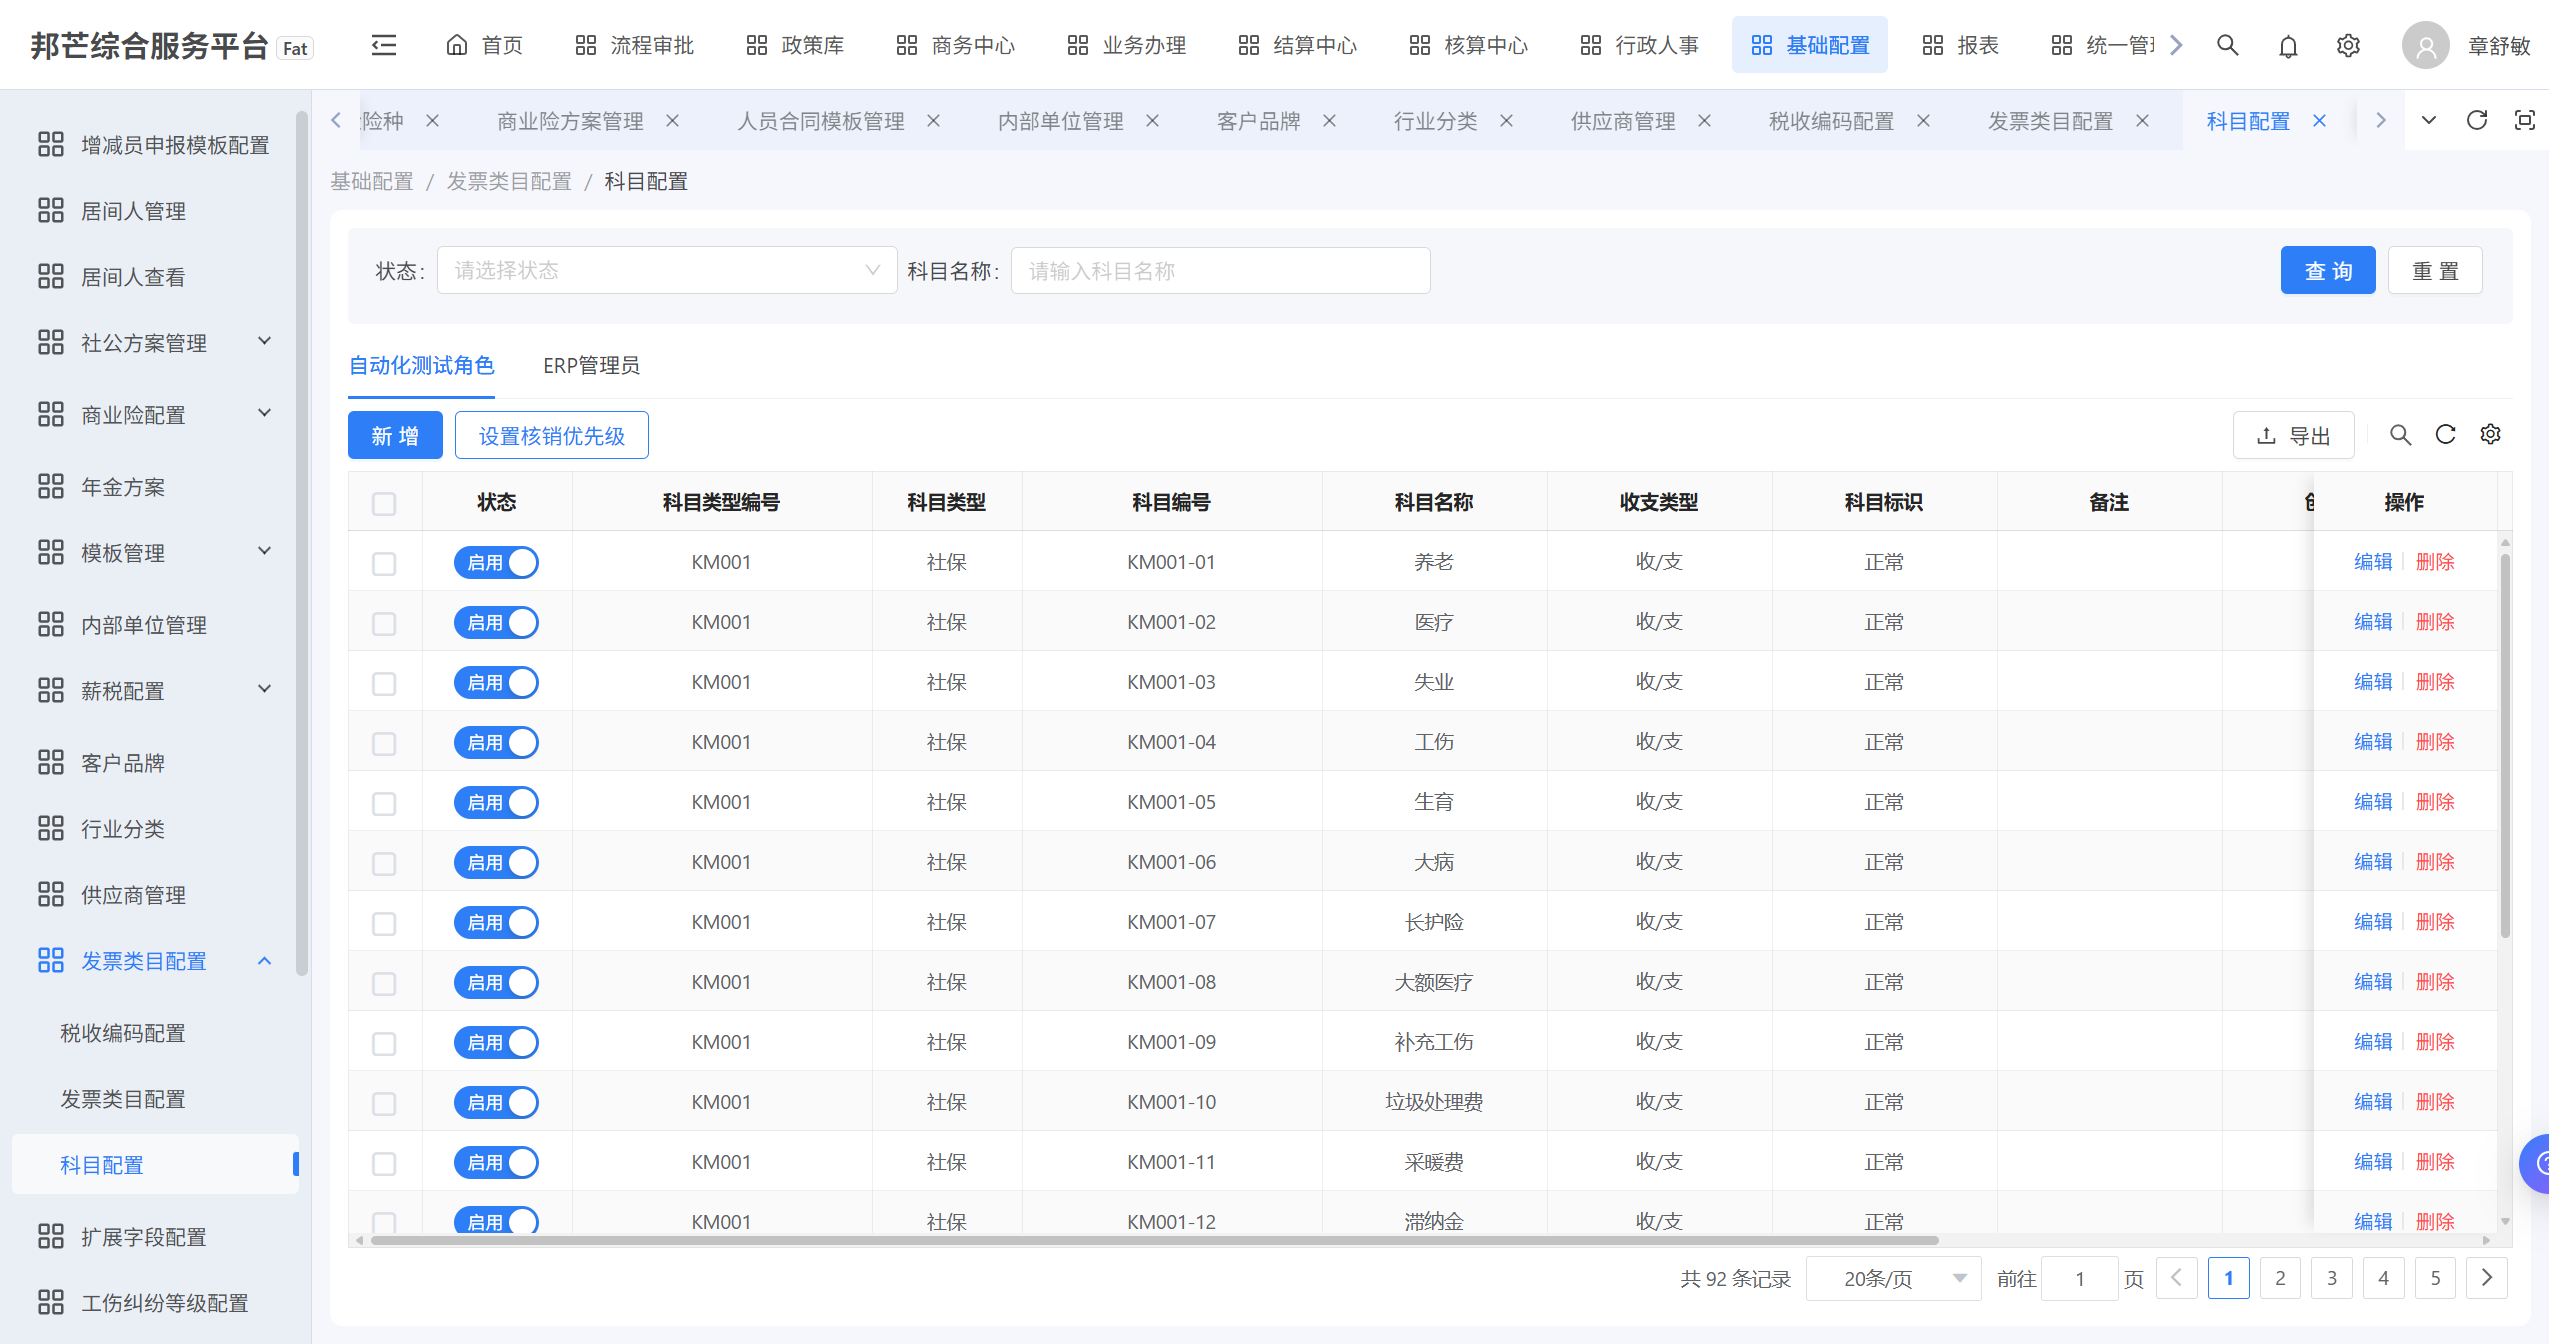 邦芒综合服务平台 Fat 首页 流程审批 政策库 商务中心 业务办理 结算中心 核算中心 行政人事 基础配置 报表 统一管 章舒敏
险种 商业险方案管理 人员合同模板管理 内部单位管理 客户品牌 行业分类 供应商管理 税收编码配置 发票类目配置 科目配置
基础配置 / 发票类目配置 / 科目配置
增减员申报模板配置
居间人管理
居间人查看
社公方案管理
商业险配置
年金方案
模板管理
内部单位管理
薪税配置
客户品牌
行业分类
供应商管理
发票类目配置
税收编码配置
发票类目配置
科目配置
扩展字段配置
工伤纠纷等级配置
状态: 请选择状态 科目名称: 请输入科目名称 查 询 重 置
自动化测试角色 ERP管理员
新 增 设置核销优先级 导出
状态 科目类型编号 科目类型 科目编号 科目名称 收支类型 科目标识 备注 操作
启用 KM001 社保 KM001-01 养老 收/支 正常 编辑 删除
启用 KM001 社保 KM001-02 医疗 收/支 正常 编辑 删除
启用 KM001 社保 KM001-03 失业 收/支 正常 编辑 删除
启用 KM001 社保 KM001-04 工伤 收/支 正常 编辑 删除
启用 KM001 社保 KM001-05 生育 收/支 正常 编辑 删除
启用 KM001 社保 KM001-06 大病 收/支 正常 编辑 删除
启用 KM001 社保 KM001-07 长护险 收/支 正常 编辑 删除
启用 KM001 社保 KM001-08 大额医疗 收/支 正常 编辑 删除
启用 KM001 社保 KM001-09 补充工伤 收/支 正常 编辑 删除
启用 KM001 社保 KM001-10 垃圾处理费 收/支 正常 编辑 删除
启用 KM001 社保 KM001-11 采暖费 收/支 正常 编辑 删除
启用 KM001 社保 KM001-12 滞纳金 收/支 正常 编辑 删除
共 92 条记录 20条/页 前往 1 页 1 2 3 4 5